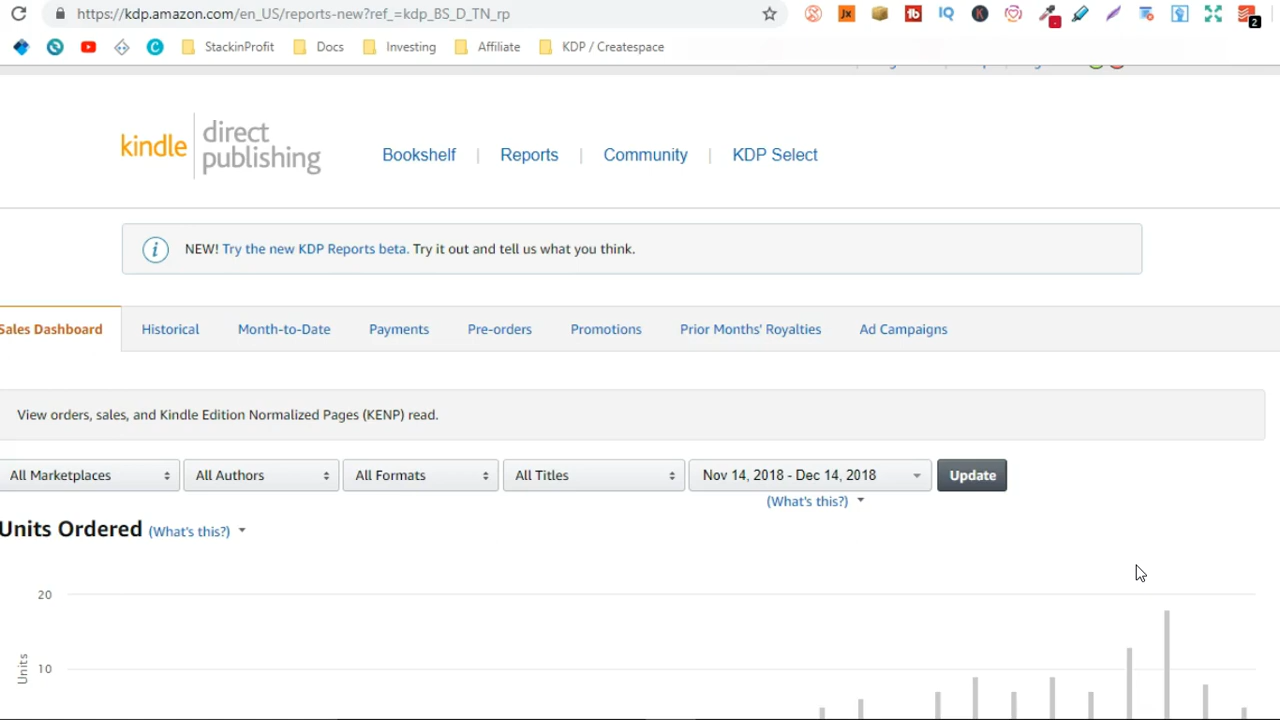 https://kdp.amazon.com/en_US/reports-new?ref_=kdp_BS_D_TN_rp
Jx
tb
IQ
K
2
C
StackinProfit
Docs
Investing
Affiliate
KDP / Createspace
kindle direct publishing
Bookshelf | Reports | Community | KDP Select
NEW! Try the new KDP Reports beta. Try it out and tell us what you think.
Sales Dashboard Historical Month-to-Date Payments Pre-orders Promotions Prior Months' Royalties Ad Campaigns
View orders, sales, and Kindle Edition Normalized Pages (KENP) read.
All Marketplaces All Authors All Formats All Titles Nov 14, 2018 - Dec 14, 2018 Update
(What's this?)
Units Ordered (What's this?)
20
10
Units